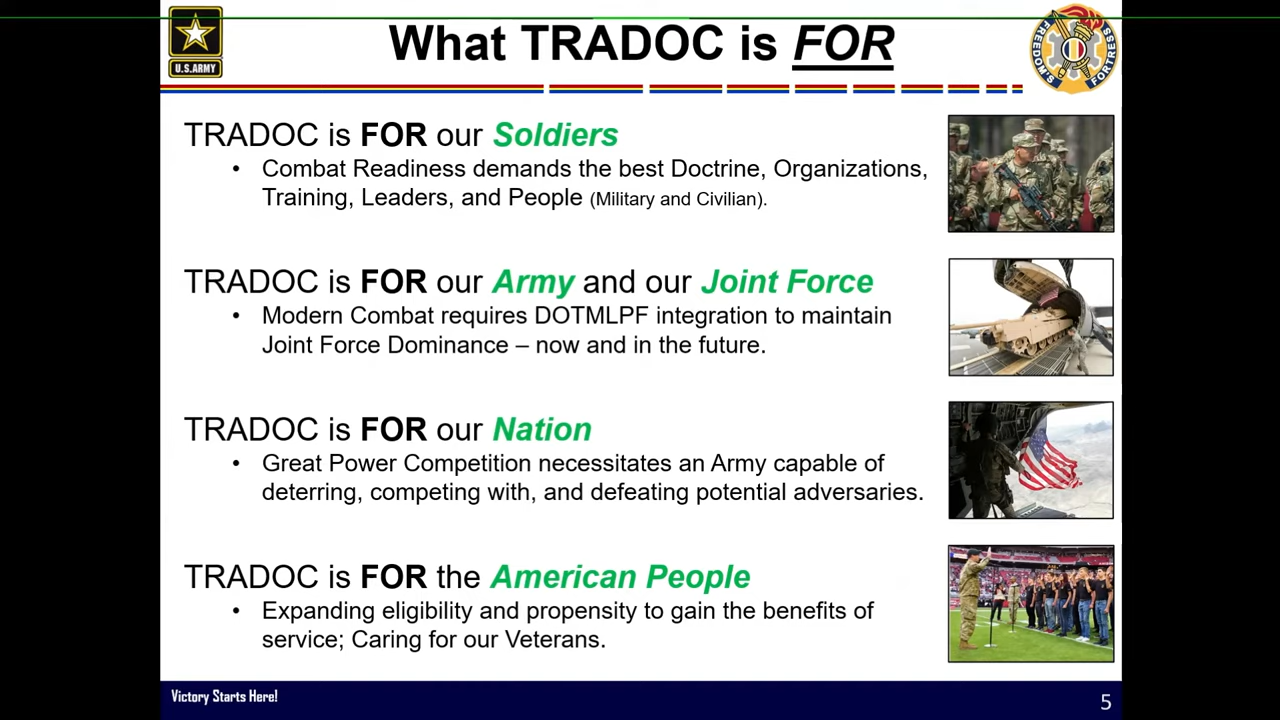 What TRADOC is FOR
U.S.ARMY
FREEDOM'S FORTRESS
TRADOC is FOR our Soldiers
• Combat Readiness demands the best Doctrine, Organizations,
Training, Leaders, and People (Military and Civilian).
TRADOC is FOR our Army and our Joint Force
• Modern Combat requires DOTMLPF integration to maintain
Joint Force Dominance – now and in the future.
TRADOC is FOR our Nation
• Great Power Competition necessitates an Army capable of
deterring, competing with, and defeating potential adversaries.
TRADOC is FOR the American People
• Expanding eligibility and propensity to gain the benefits of
service; Caring for our Veterans.
Victory Starts Here!
5